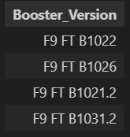 Booster_Version
F9 FT B1022
F9 FT B1026
F9 FT B1021.2
F9 FT B1031.2